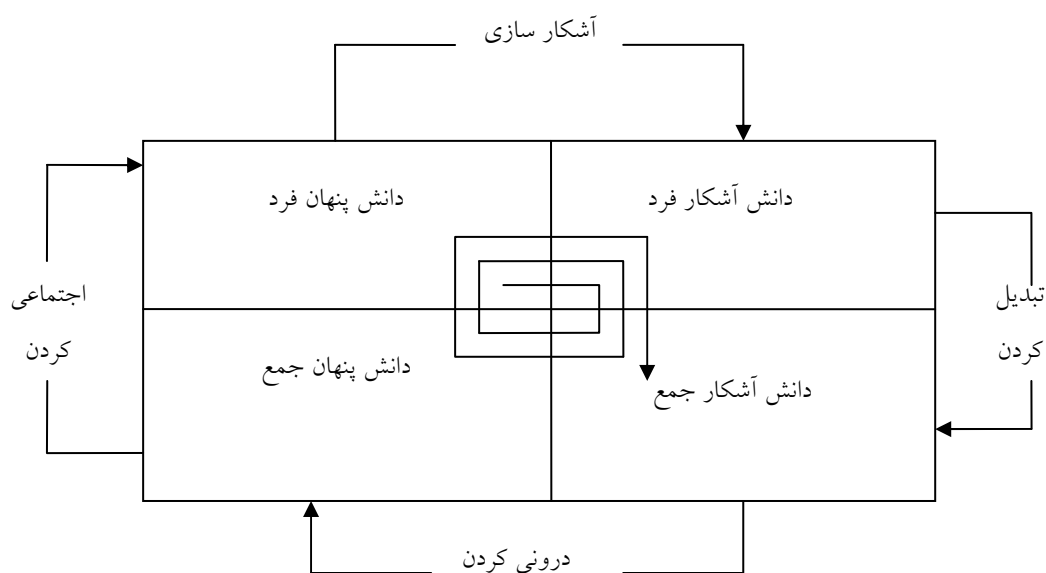 آشکار سازی
دانش آشکار فرد
دانش پنهان فرد
تبدیل
کردن
اجتماعی
کردن
دانش آشکار جمع
دانش پنهان جمع
درونی کردن